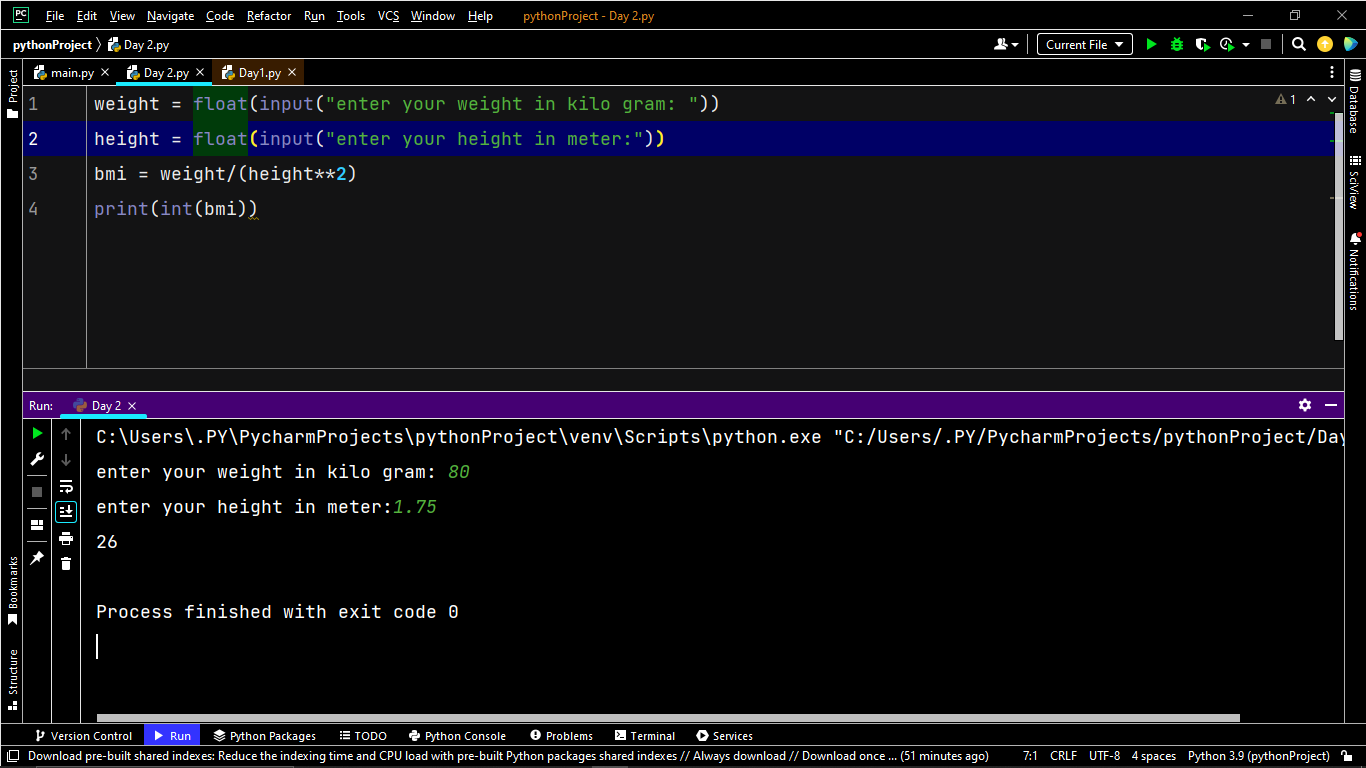 PC File Edit View Navigate Code Refactor Run Tools VCS Window Help pythonProject - Day 2.py
pythonProject Day 2.py Current File
main.py Day 2.py Day1.py
Project
1 weight = float(input("enter your weight in kilo gram: "))
1
2 height = float(input("enter your height in meter:"))
3 bmi = weight/(height**2)
4 print(int(bmi))
Database
SciView
Notifications
Run: Day 2
C:\Users\.PY\PycharmProjects\pythonProject\venv\Scripts\python.exe "C:/Users/.PY/PycharmProjects/pythonProject/Day
enter your weight in kilo gram: 80
enter your height in meter:1.75
26
Process finished with exit code 0
Bookmarks
Structure
Version Control Run Python Packages TODO Python Console Problems Terminal Services
Download pre-built shared indexes: Reduce the indexing time and CPU load with pre-built Python packages shared indexes // Always download // Download once ... (51 minutes ago) 7:1 CRLF UTF-8 4 spaces Python 3.9 (pythonProject)